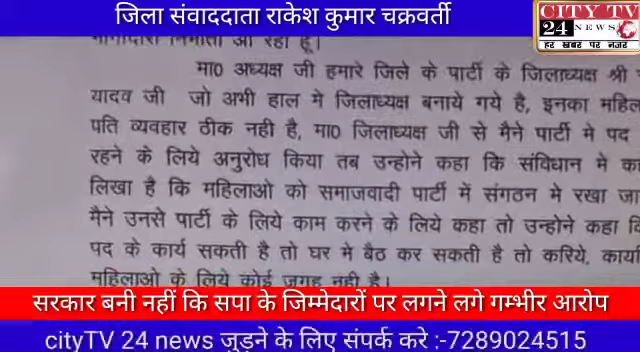 जिला संवाददाता राकेश कुमार चक्रवर्ती
CITY TV
24 NEWS
हर खबर पर नजर
आ रहा हूं।
मा0 अध्यक्ष जी हमारे जिले के पार्टी के जिलाध्यक्ष श्री
यादव जी जो अभी हाल मे जिलाध्यक्ष बनाये गये है, इनका महिल
पति व्यवहार ठीक नही है, मा0 जिलाध्यक्ष जी से मैने पार्टी मे पद
रहने के लिये अनुरोध किया तब उन्होने कहा कि संविधान मे क
लिखा है कि महिलाओ को समाजवादी पार्टी में संगठन मे रखा जा
मैने उनसे पार्टी के लिये काम करने के लिये कहा तो उन्होने कहा कि
पद के कार्य सकती है तो घर मे बैठ कर सकती है तो करिये, कार्या
महिलाओ के लिये कोई जगह नही है।
सरकार बनी नहीं कि सपा के जिम्मेदारों पर लगने लगे गम्भीर आरोप
cityTV 24 news जुड़ने के लिए संपर्क करे :-7289024515